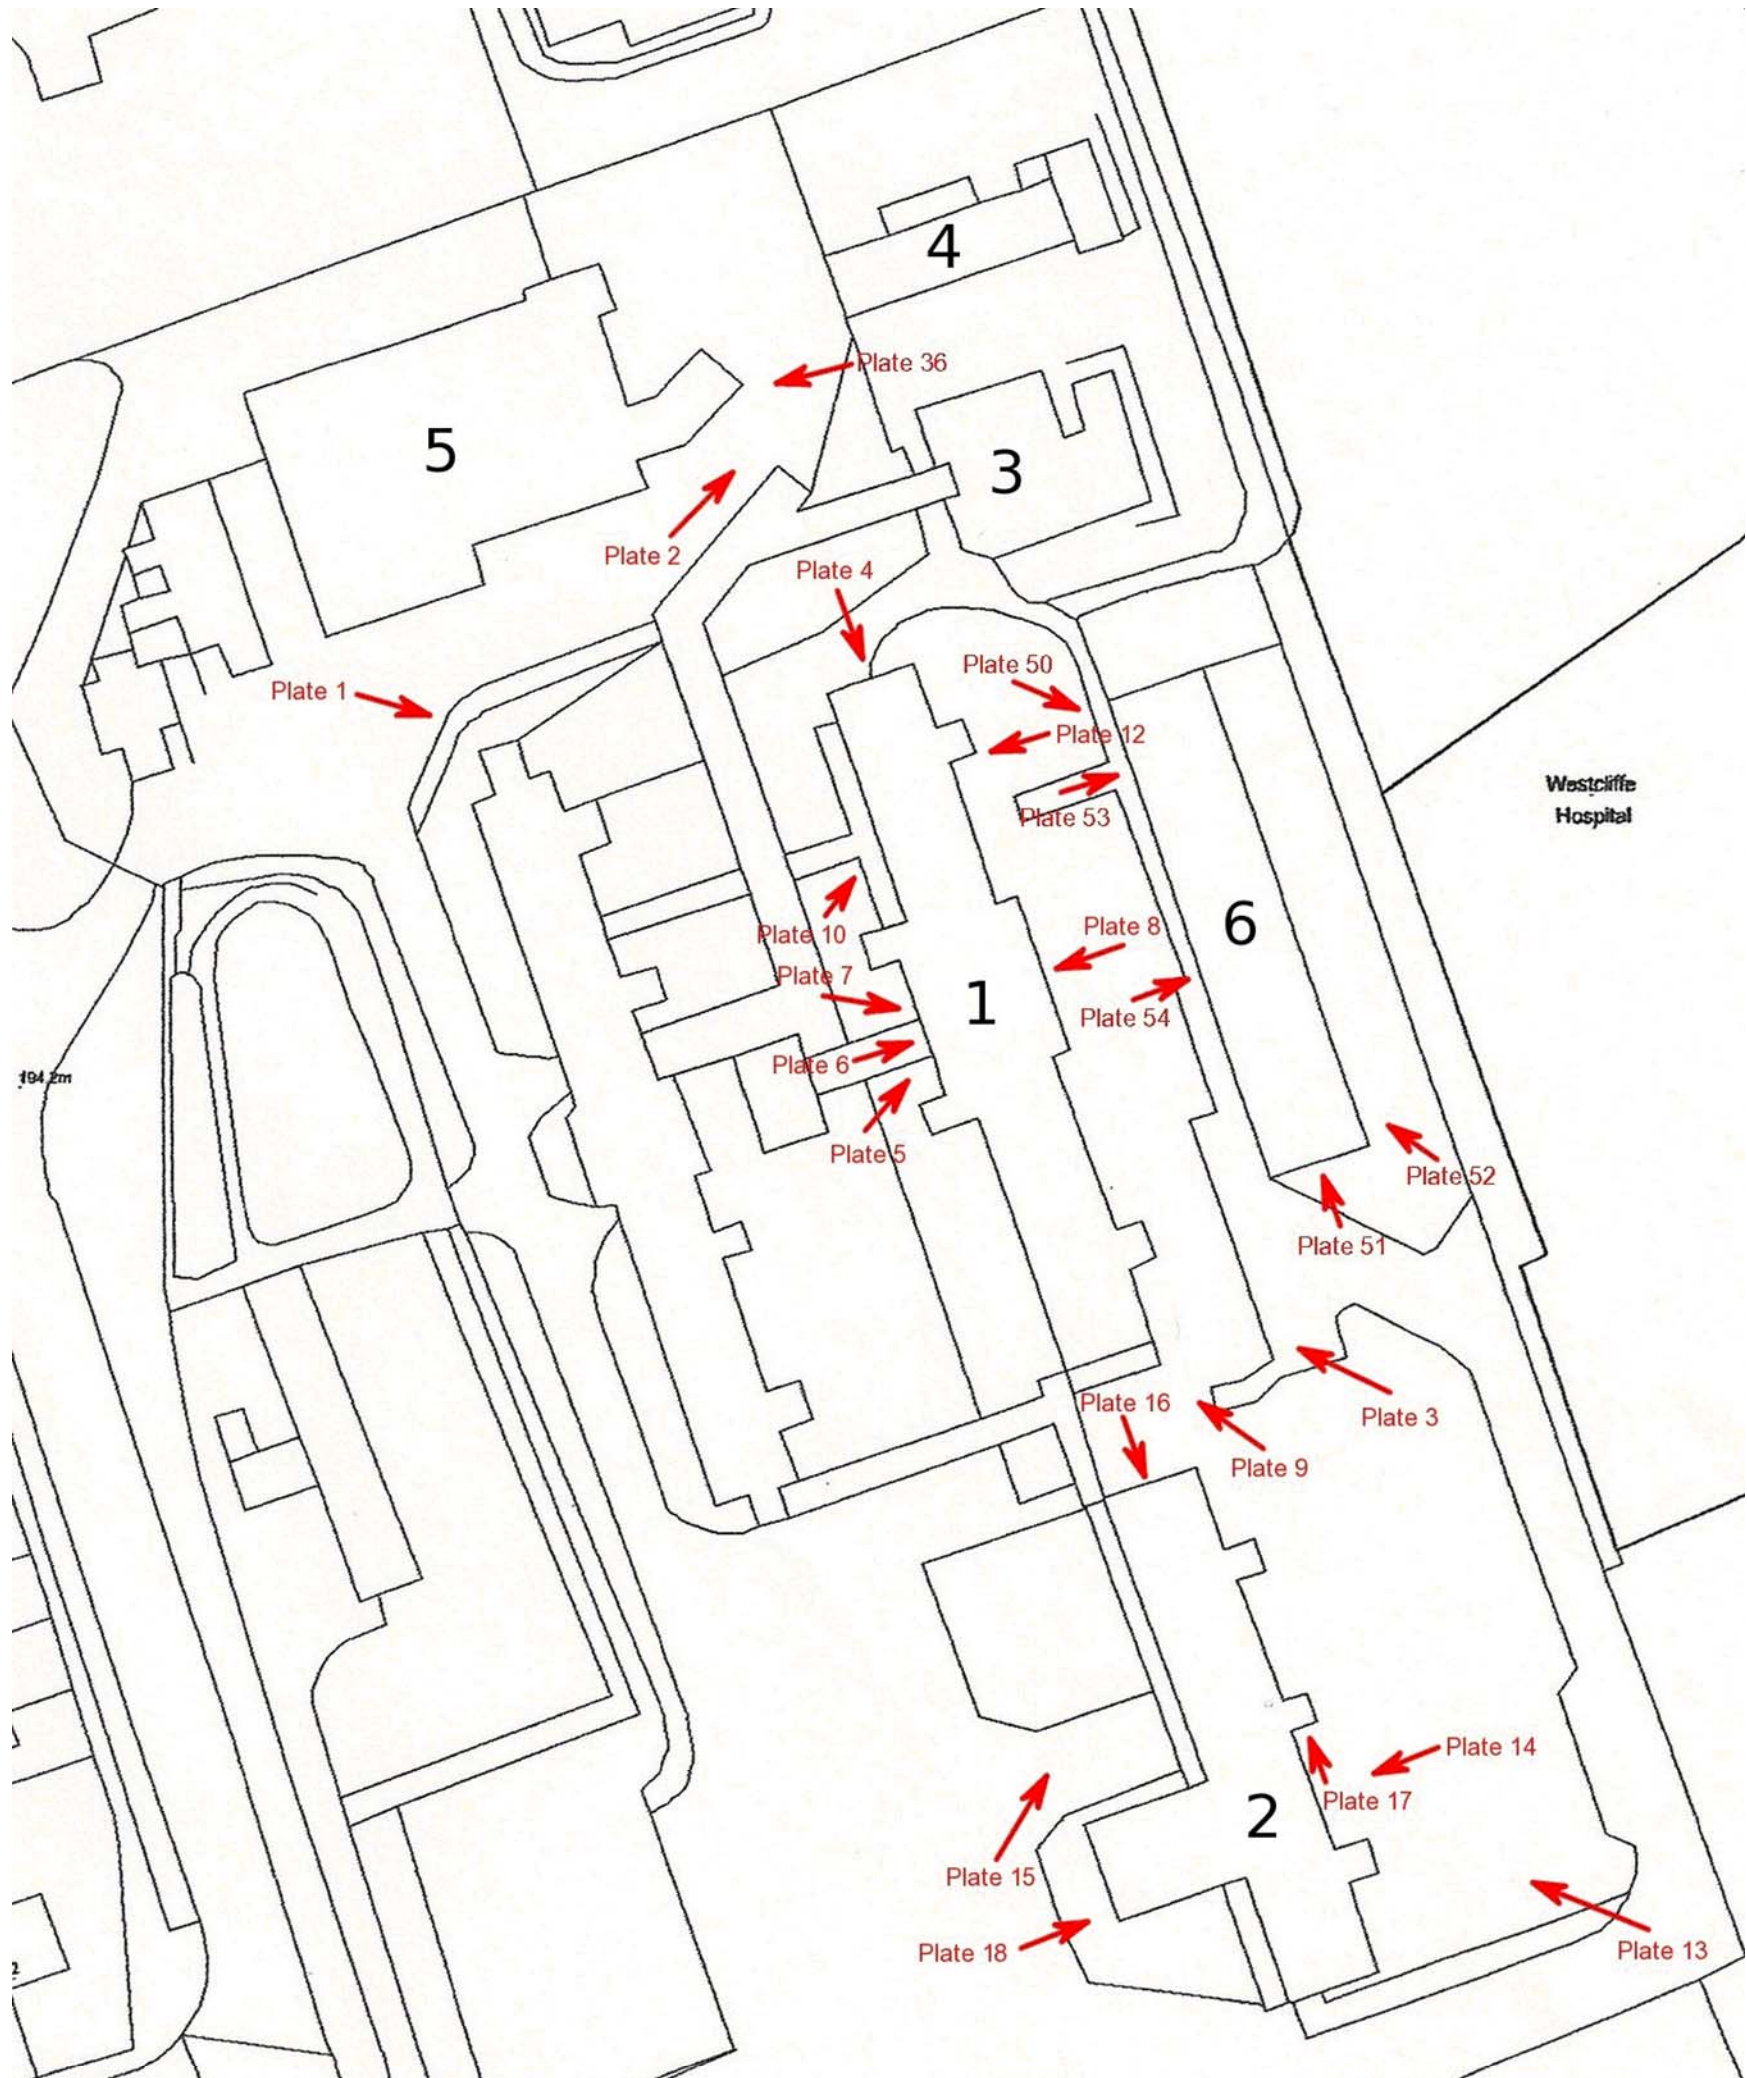 4
Plate 36
5
3
Plate 2
Plate 4
Plate 50
Plate 1
Plate 12
Westcliffe
Hospital
Plate 53
6
Plate 8
Plate 10
Plate 7
1
Plate 54
Plate 6
194.2m
Plate 5
Plate 52
Plate 51
Plate 16
Plate 3
Plate 9
Plate 14
Plate 17
2
Plate 15
Plate 18
Plate 13
2